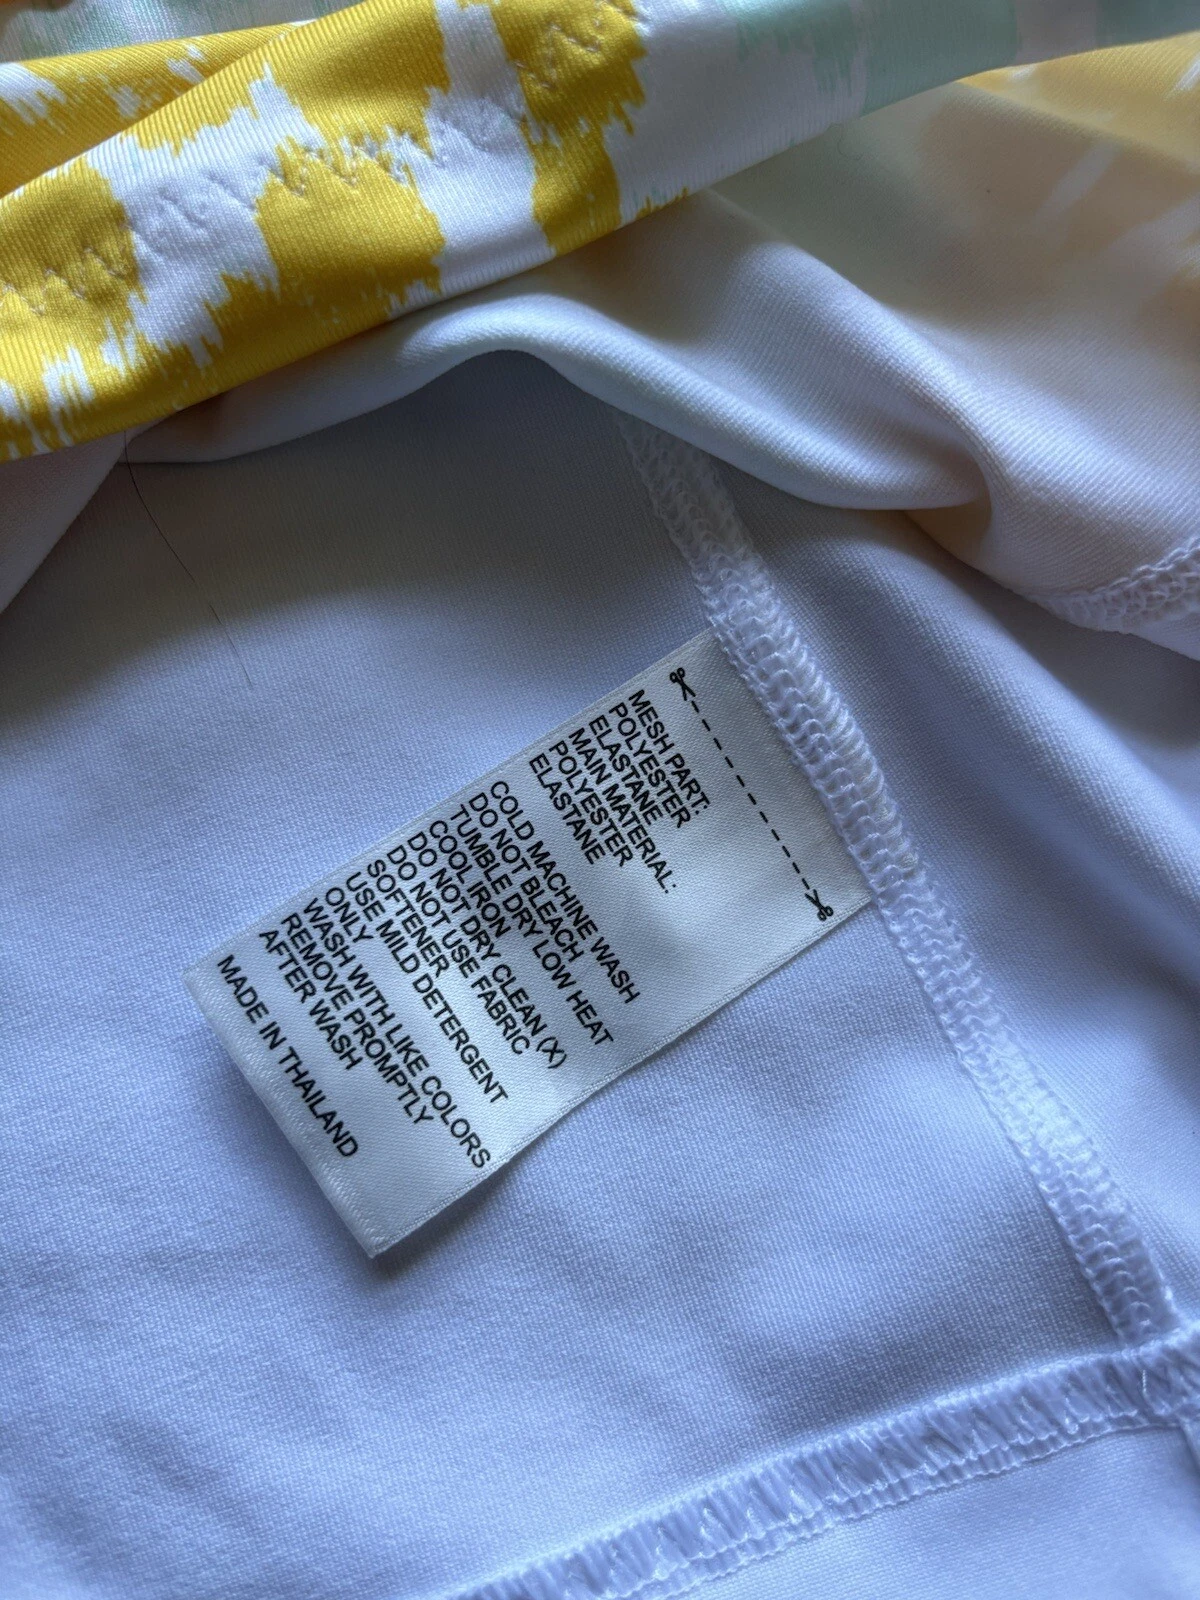 MESH PART:
POLYESTER
ELASTANE
MAIN MATERIAL:
POLYESTER
ELASTANE
COLD MACHINE WASH
DO NOT BLEACH
TUMBLE DRY LOW HEAT
COOL IRON
DO NOT DRY CLEAN (X)
DO NOT USE FABRIC
SOFTENER
USE MILD DETERGENT
ONLY
WASH WITH LIKE COLORS
REMOVE PROMPTLY
AFTER WASH
MADE IN THAILAND